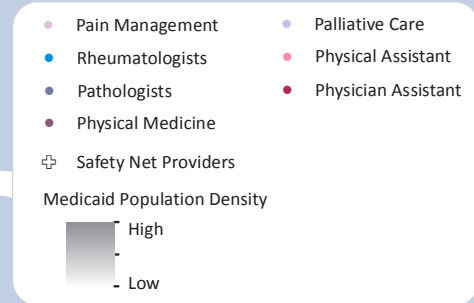 Pain Management
Rheumatologists
Pathologists
Physical Medicine
Palliative Care
Physical Assistant
Physician Assistant
Safety Net Providers
Medicaid Population Density
High
Low